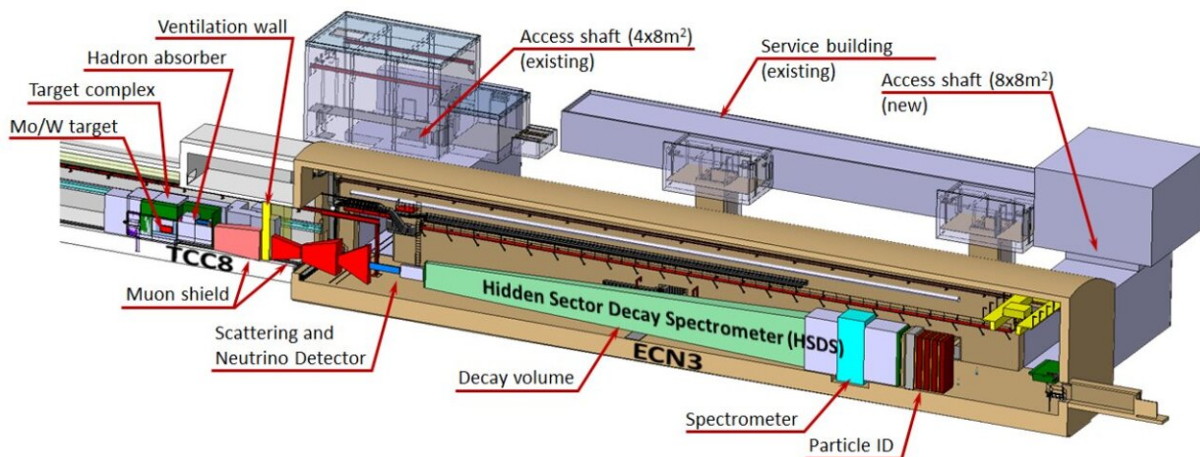 Ventilation wall
Hadron absorber
Target complex
Mo/W target
Access shaft (4x8m²)
(existing)
Service building
(existing)
Access shaft (8x8m²)
(new)
TCC8
Muon shield
Scattering and
Neutrino Detector
Hidden Sector Decay Spectrometer (HSDS)
ECN3
Decay volume
Spectrometer
Particle ID